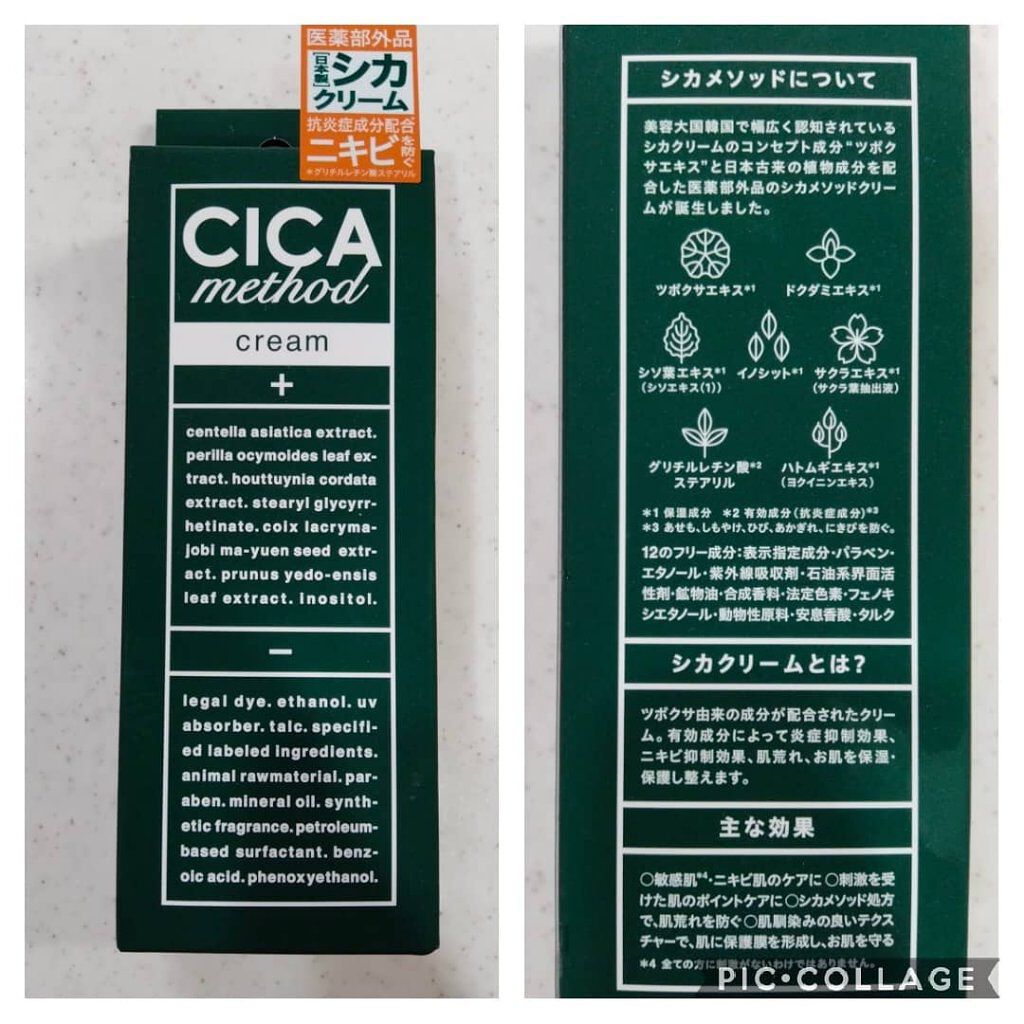 医薬部外品
[日本製]シカ
クリーム
抗炎症成分配合
ニキビを防ぐ
*グリチルレチン酸ステアリル
CICA
method
cream
+
centella asiatica extract.
perilla ocymoides leaf ex-
tract. houttuynia cordata
extract. stearyl glycyrr-
hetinate. coix lacryma-
jobi ma-yuen seed extr-
act. prunus yedo-ensis
leaf extract. inositol.
−
legal dye. ethanol. uv
absorber. talc. specifi-
ed labeled ingredients.
animal rawmaterial. par-
aben. mineral oil. synth-
etic fragrance. petroleum-
based surfactant. benz-
oic acid. phenoxyethanol.
シカメソッドについて
美容大国韓国で幅広く認知されている
シカクリームのコンセプト成分“ツボク
サエキス”と日本古来の植物成分を配
合した医薬部外品のシカメソッドクリー
ムが誕生しました。
ツボクサエキス*1 ドクダミエキス*1
シソ葉エキス*1 イノシット*1 サクラエキス*1
(シソエキス(1)) (サクラ葉抽出液)
グリチルレチン酸*2 ハトムギエキス*1
ステアリル (ヨクイニンエキス)
*1 保湿成分 *2 有効成分(抗炎症成分)*3
*3 あせも、しもやけ、ひび、あかぎれ、にきびを防ぐ。
12のフリー成分:表示指定成分・パラベン・
エタノール・紫外線吸収剤・石油系界面活
性剤・鉱物油・合成香料・法定色素・フェノキ
シエタノール・動物性原料・安息香酸・タルク
シカクリームとは?
ツボクサ由来の成分が配合されたクリー
ム。有効成分によって炎症抑制効果、
ニキビ抑制効果、肌荒れ、お肌を保湿・
保護し整えます。
主な効果
○敏感肌*4・ニキビ肌のケアに ○刺激を受
けた肌のポイントケアに ○シカメソッド処方
で、肌荒れを防ぐ ○肌馴染みの良いテクス
チャーで、肌に保護膜を形成し、お肌を守る
*4 全ての方に刺激がないわけではありません。
PIC•COLLAGE